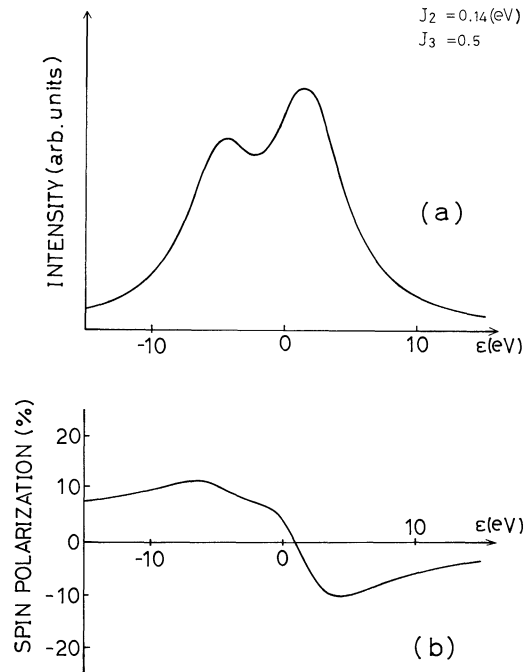 J2 = 0.14(eV)
J3 = 0.5
INTENSITY (arb. units)
(a)
-10
0
10
ε(eV)
SPIN POLARIZATION (%)
20
10
0
-10
-20
-10
0
10
ε(eV)
(b)